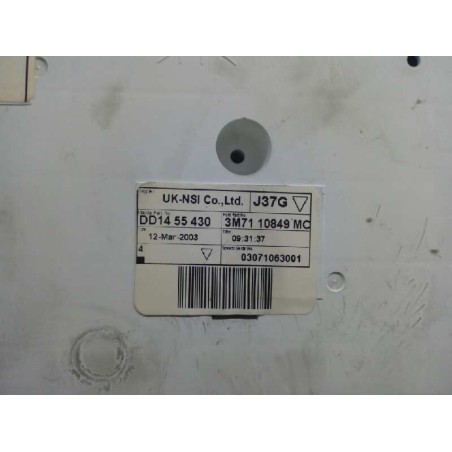 UK-NSI Co.,Ltd. J37G
DD14 55 430 3M71 10849 MC
12-Mar-2003 09:31:37
4 03071063001